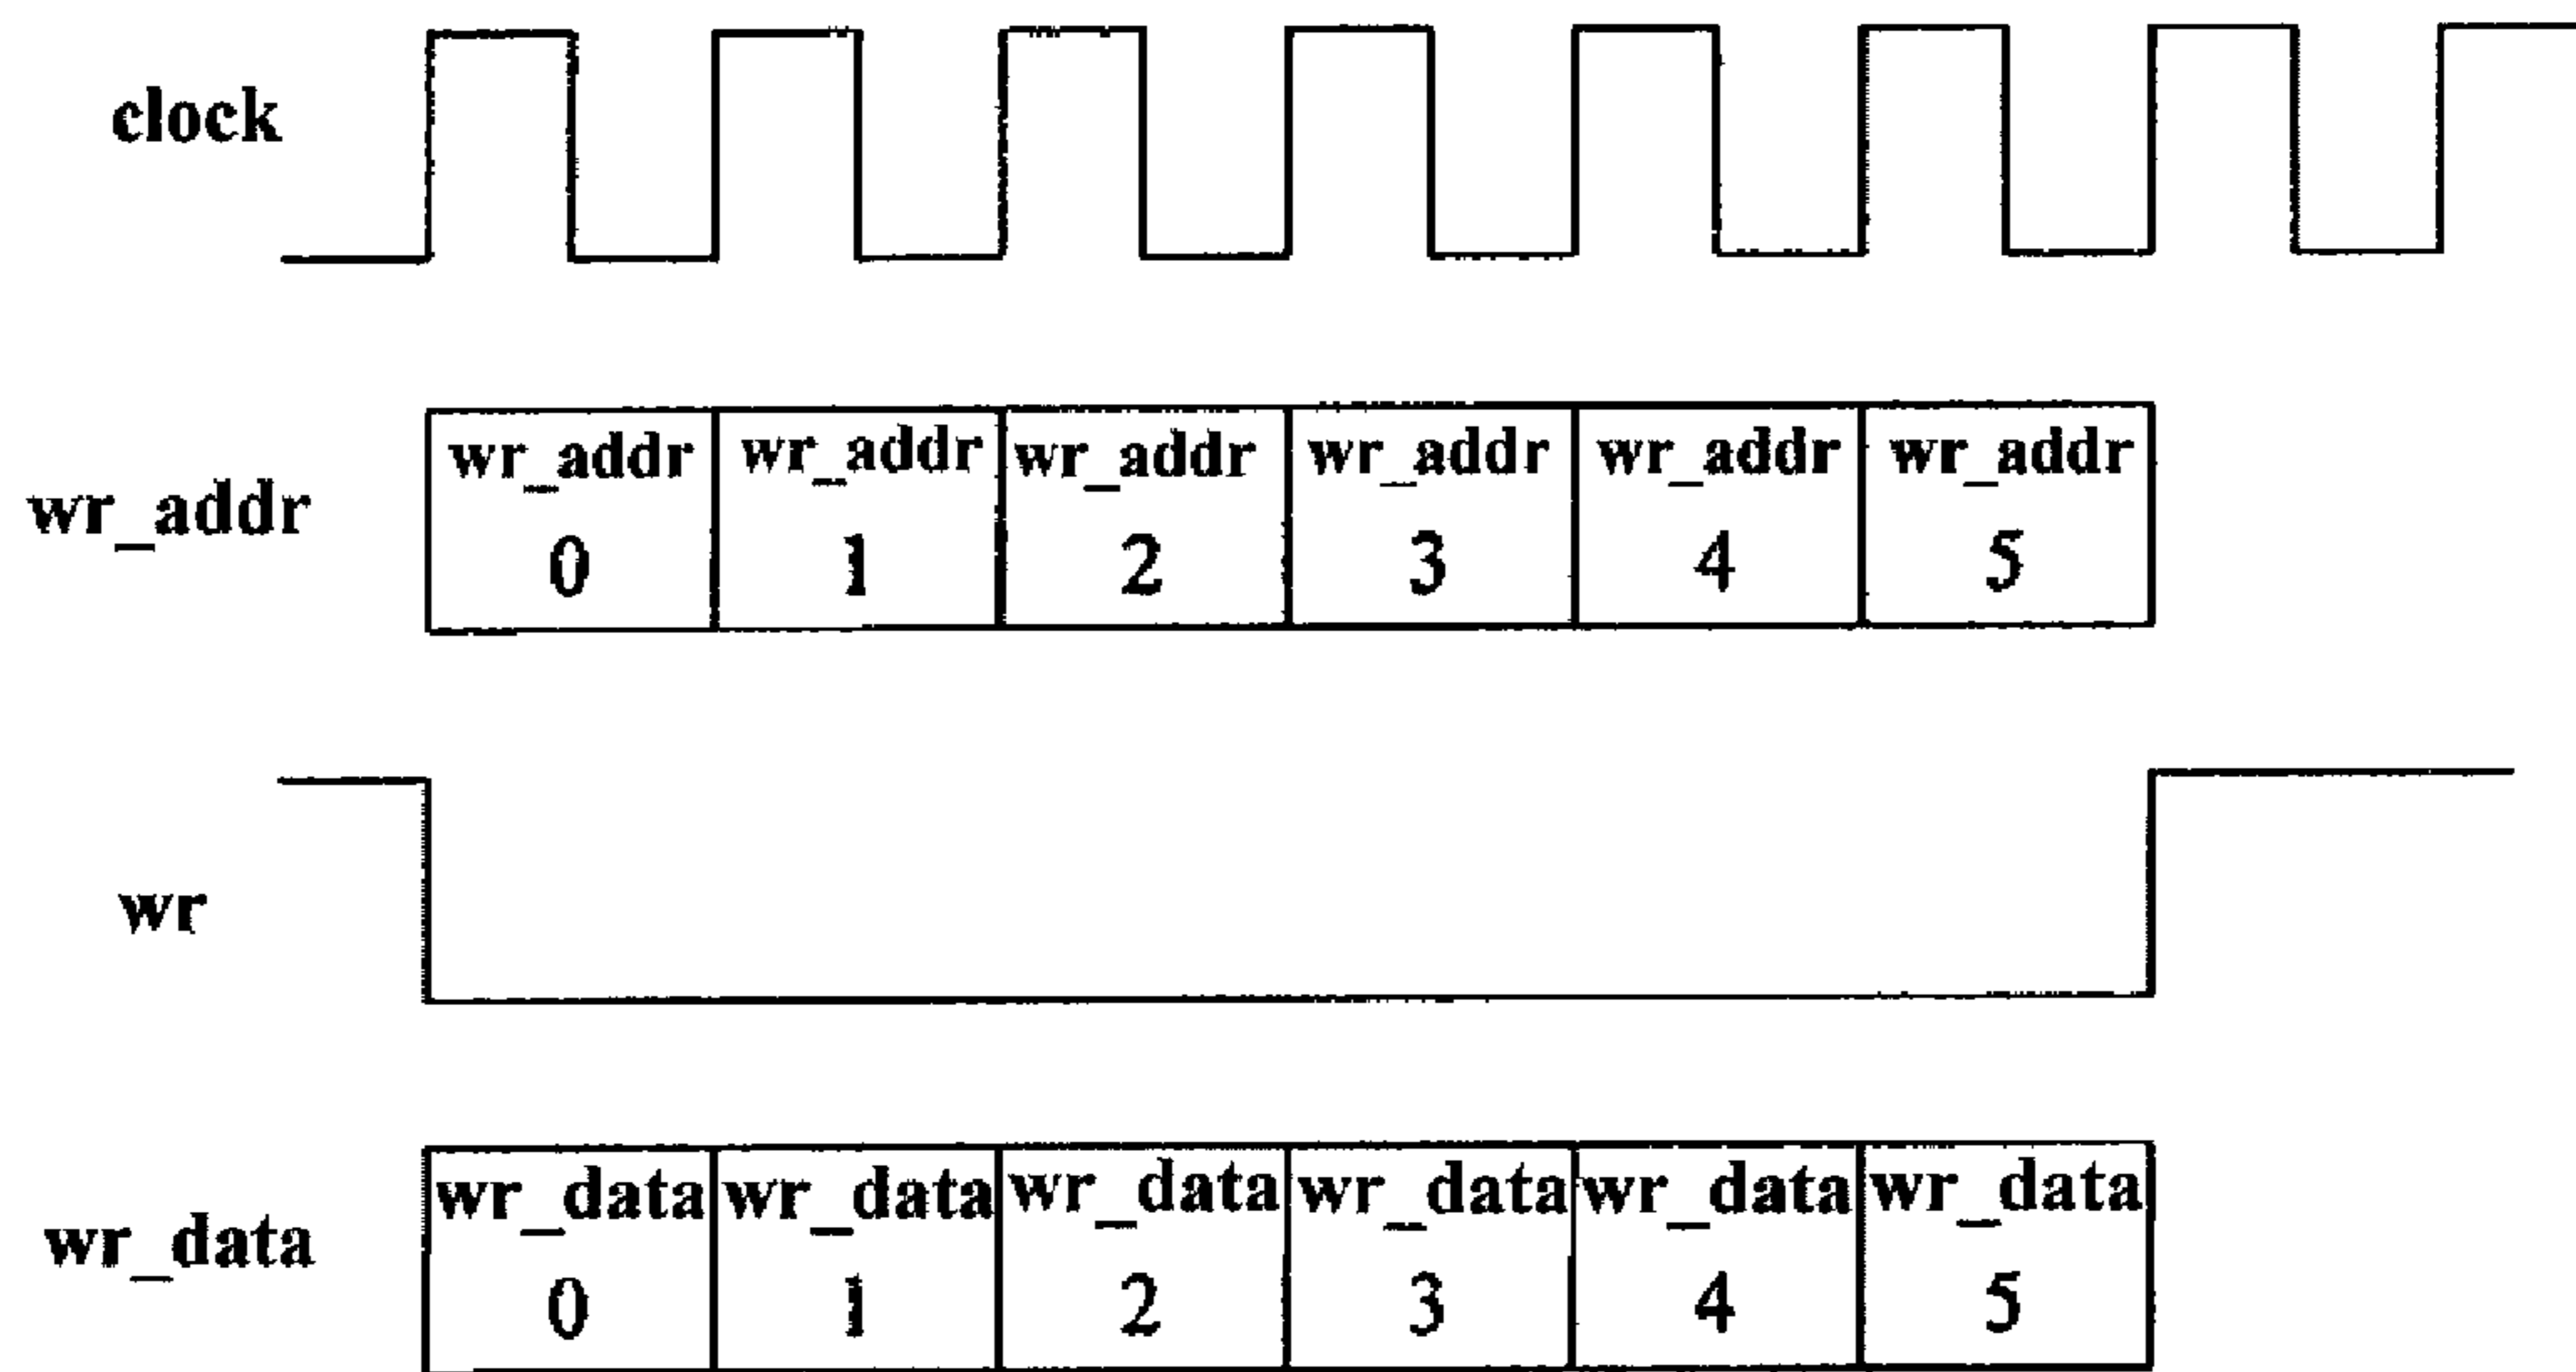 clock
wr_addr
wr_addr wr_addr wr_addr wr_addr wr_addr wr_addr
0 1 2 3 4 5
wr
wr_data
wr_data wr_data wr_data wr_data wr_data wr_data
0 1 2 3 4 5